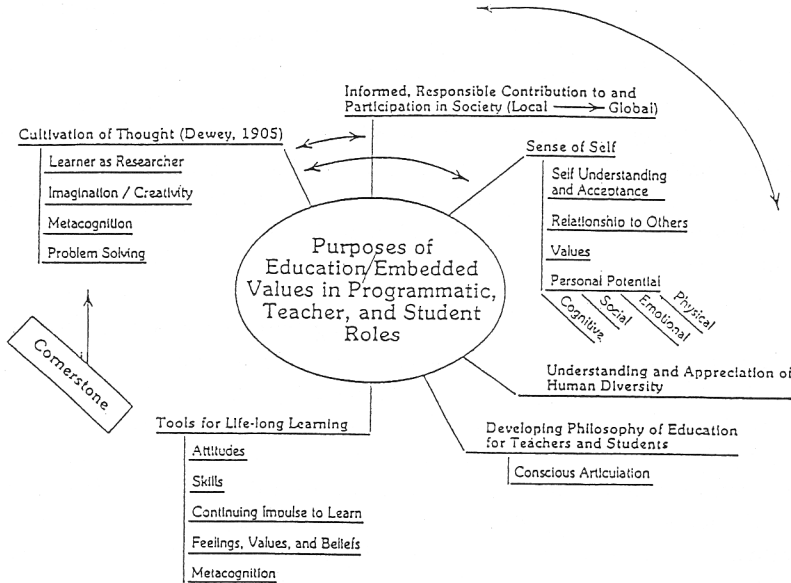 Informed, Responsible Contribution to and
Participation in Society (Local → Global)
Cultivation of Thought (Dewey, 1905)
Learner as Researcher
Imagination / Creativity
Metacognition
Problem Solving
Cornerstone
Sense of Self
Self Understanding
and Acceptance
Relationship to Others
Values
Personal Potential
Cognitive
Social
Emotional
Physical
Purposes of
Education/Embedded
Values in Programmatic,
Teacher, and Student
Roles
Understanding and Appreciation of
Human Diversity
Developing Philosophy of Education
for Teachers and Students
Conscious Articulation
Tools for Life-long Learning
Attitudes
Skills
Continuing Impulse to Learn
Feelings, Values, and Beliefs
Metacognition